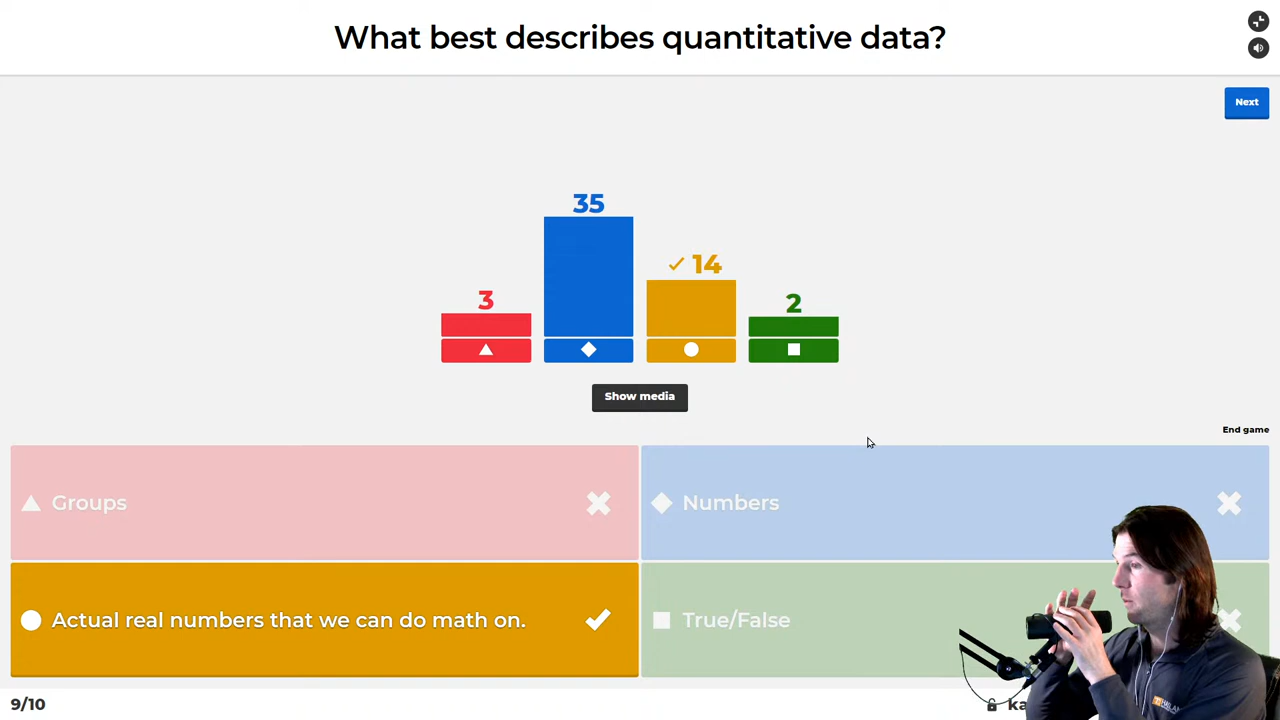 What best describes quantitative data?
Next
35
14
3
2
Show media
End game
Groups
Numbers
Actual real numbers that we can do math on.
True/False
9/10